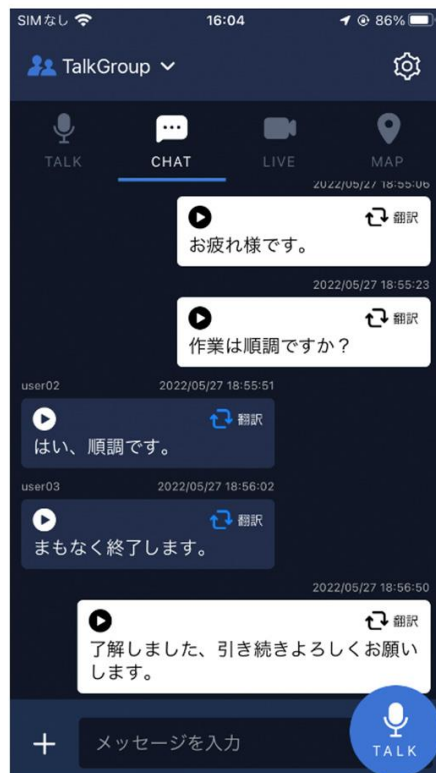 SIMなし 16:04 86%
TalkGroup
TALK CHAT LIVE MAP
2022/05/27 18:55:06
翻訳
お疲れ様です。
2022/05/27 18:55:23
翻訳
作業は順調ですか？
user02 2022/05/27 18:55:51
翻訳
はい、順調です。
user03 2022/05/27 18:56:02
翻訳
まもなく終了します。
2022/05/27 18:56:50
翻訳
了解しました、引き続きよろしくお願い
します。
メッセージを入力
TALK